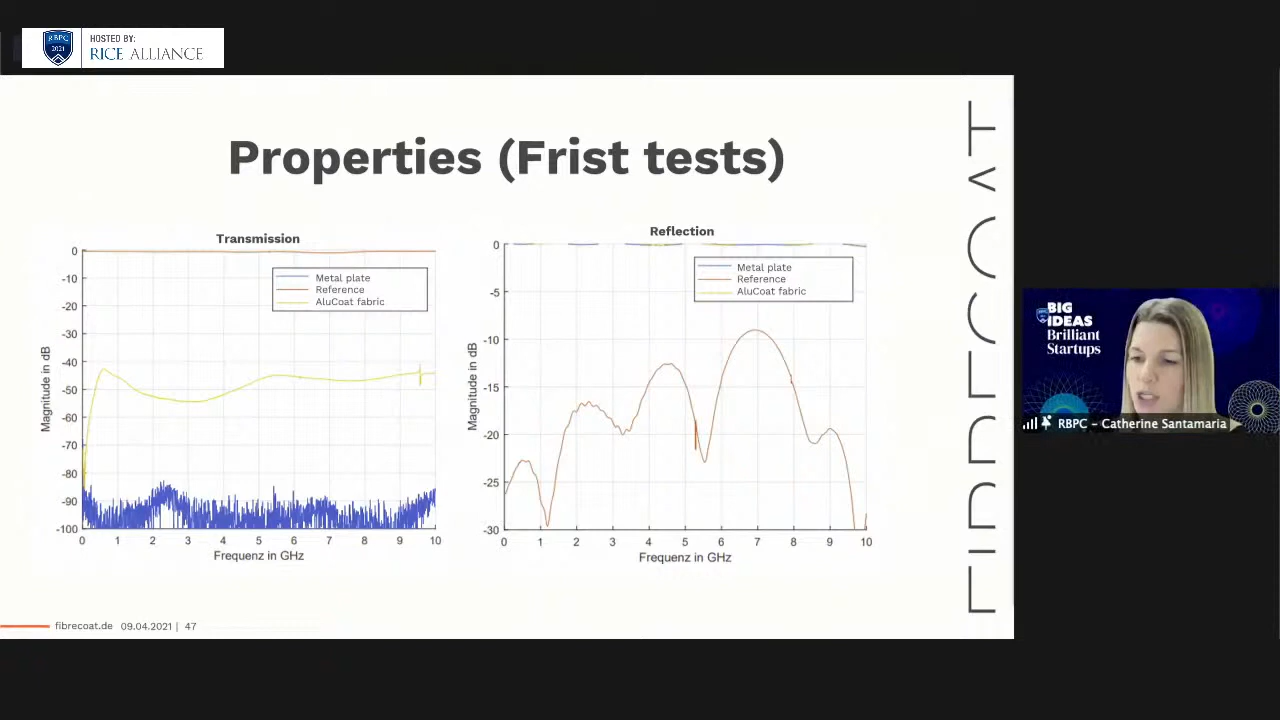 RBPC
2021
HOSTED BY:
RICE ALLIANCE
Properties (Frist tests)
Transmission
0
-10
-20
-30
-40
-50
-60
-70
-80
-90
-100
Magnitude in dB
Metal plate
Reference
AluCoat fabric
0 1 2 3 4 5 6 7 8 9 10
Frequenz in GHz
Reflection
0
-5
-10
-15
-20
-25
-30
Magnitude in dB
Metal plate
Reference
AluCoat fabric
0 1 2 3 4 5 6 7 8 9 10
Frequenz in GHz
fibrecoat.de 09.04.2021 | 47
FIBRECOAT
BIG
IDEAS
Brilliant
Startups
RBPC - Catherine Santamaria